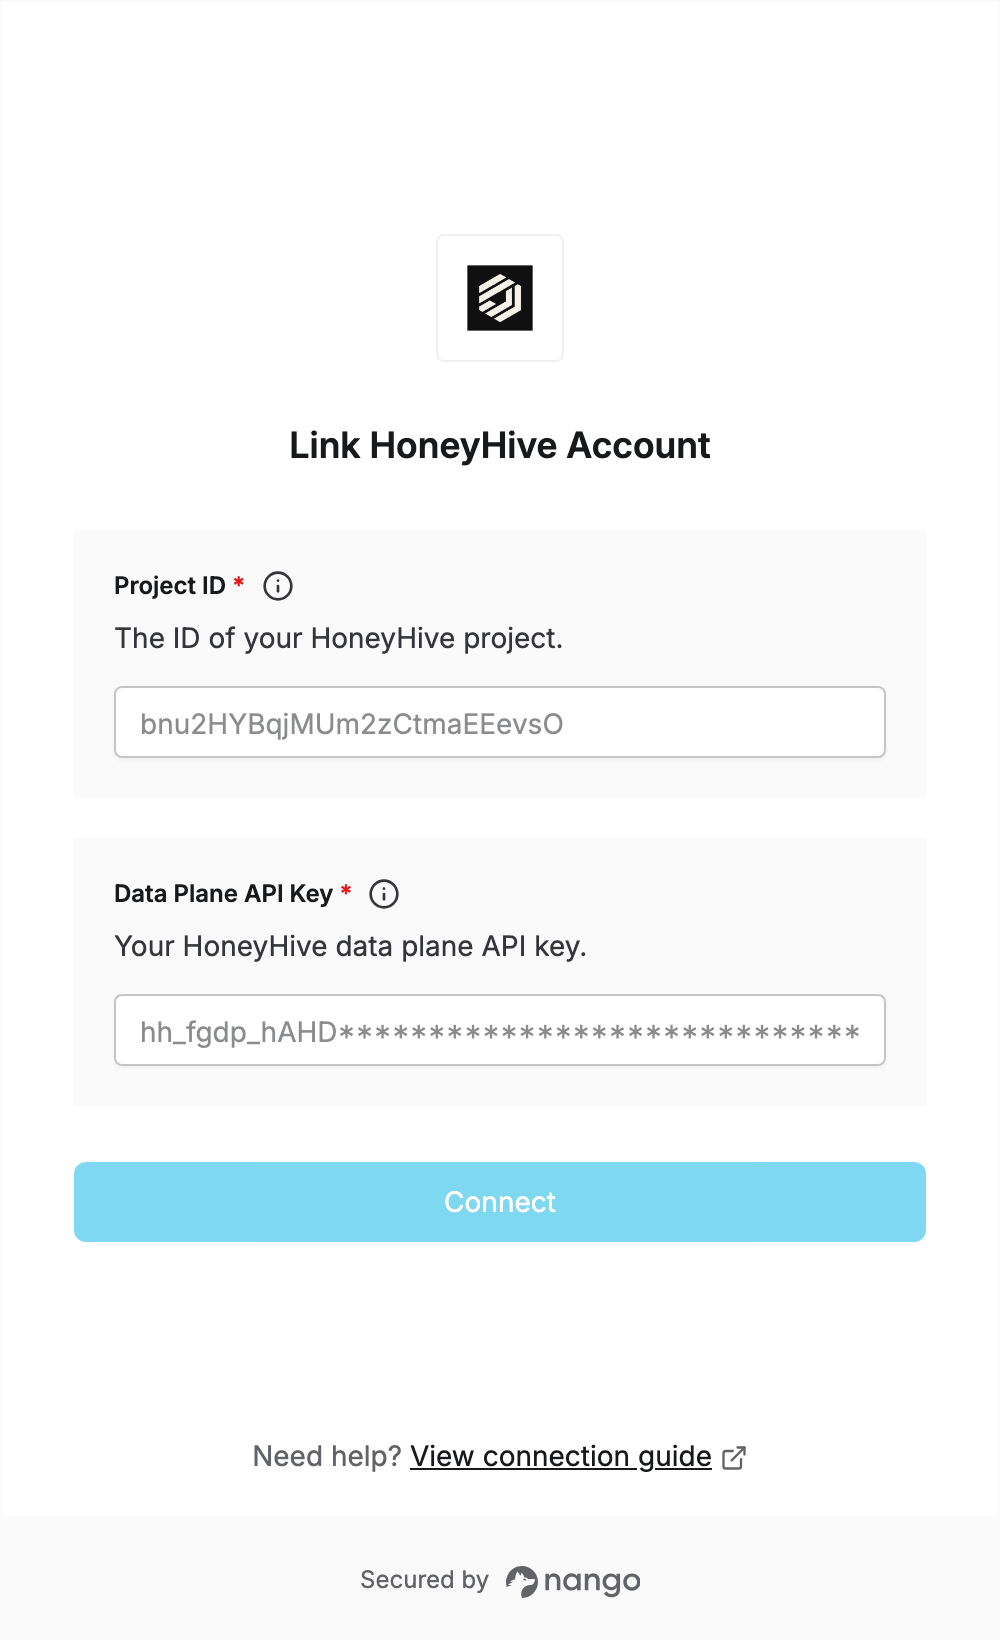 Link HoneyHive Account
Project ID *
The ID of your HoneyHive project.
bnu2HYBqjMUm2zCtmaEEevsO
Data Plane API Key *
Your HoneyHive data plane API key.
hh_fgdp_hAHD*****************************
Connect
Need help? View connection guide
Secured by nango